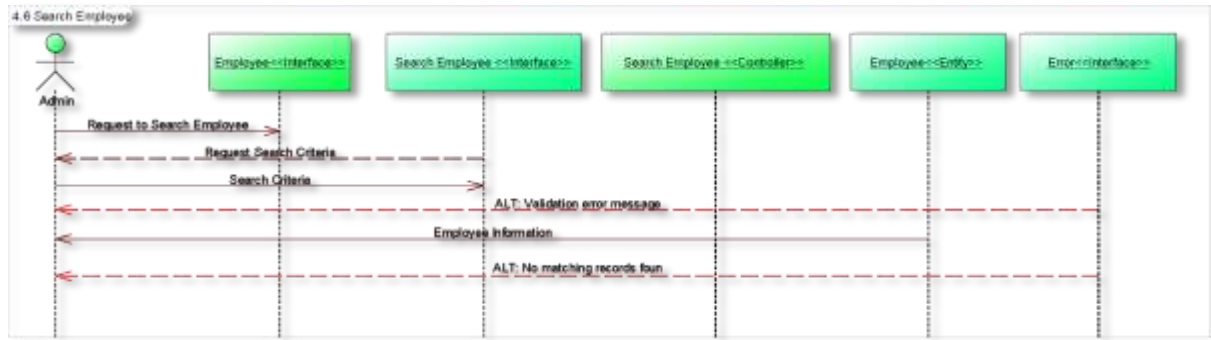 4.6 Search Employee
Employee<<Interface>>
Search Employee <<Interface>>
Search Employee <<Controller>>
Employee<<Entity>>
Error<<Interface>>
Admin
Request to Search Employee
Request Search Criteria
Search Criteria
ALT: Validation error message
Employee Information
ALT: No matching records foun